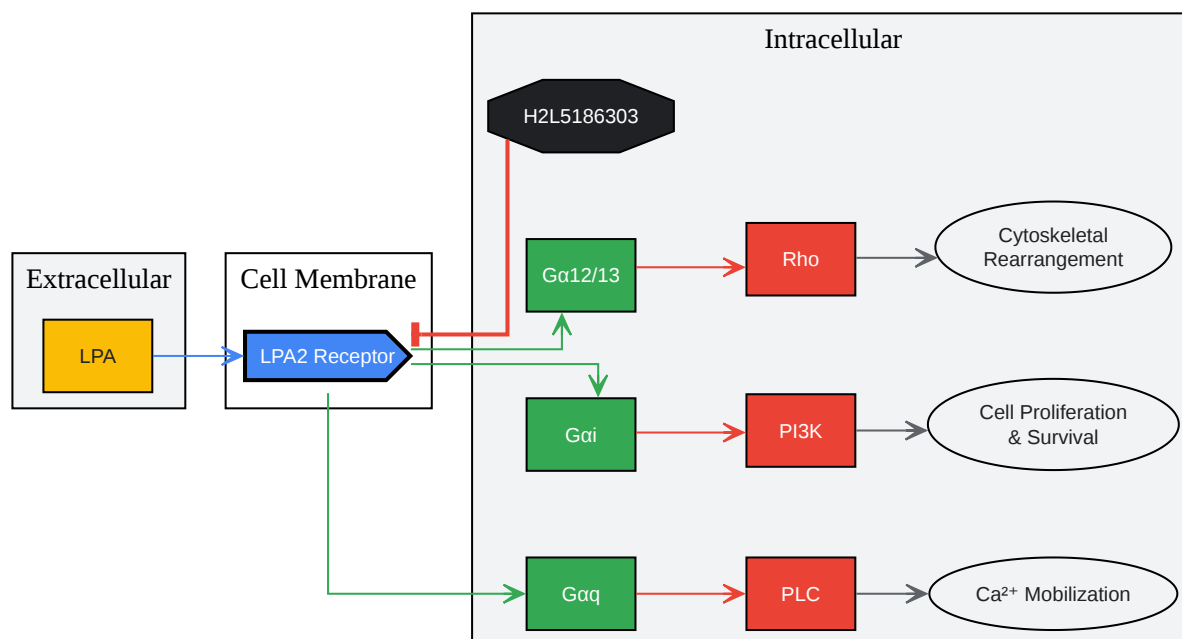 Intracellular
H2L5186303
Extracellular
Cell Membrane
LPA
LPA2 Receptor
Gα12/13
Rho
Cytoskeletal
Rearrangement
Gαi
PI3K
Cell Proliferation
& Survival
Gαq
PLC
Ca²⁺ Mobilization